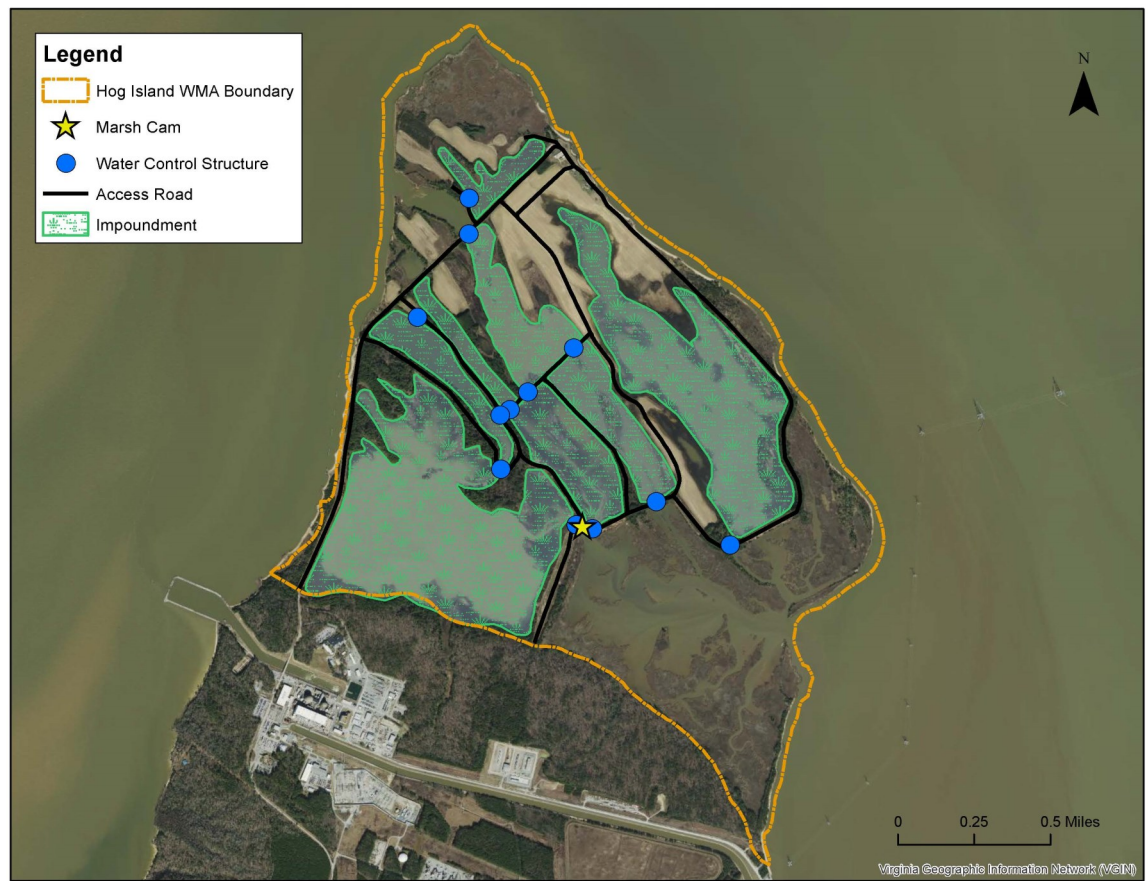 Legend
Hog Island WMA Boundary
Marsh Cam
Water Control Structure
Access Road
Impoundment
N
0 0.25 0.5 Miles
Virginia Geographic Information Network (VGIN)